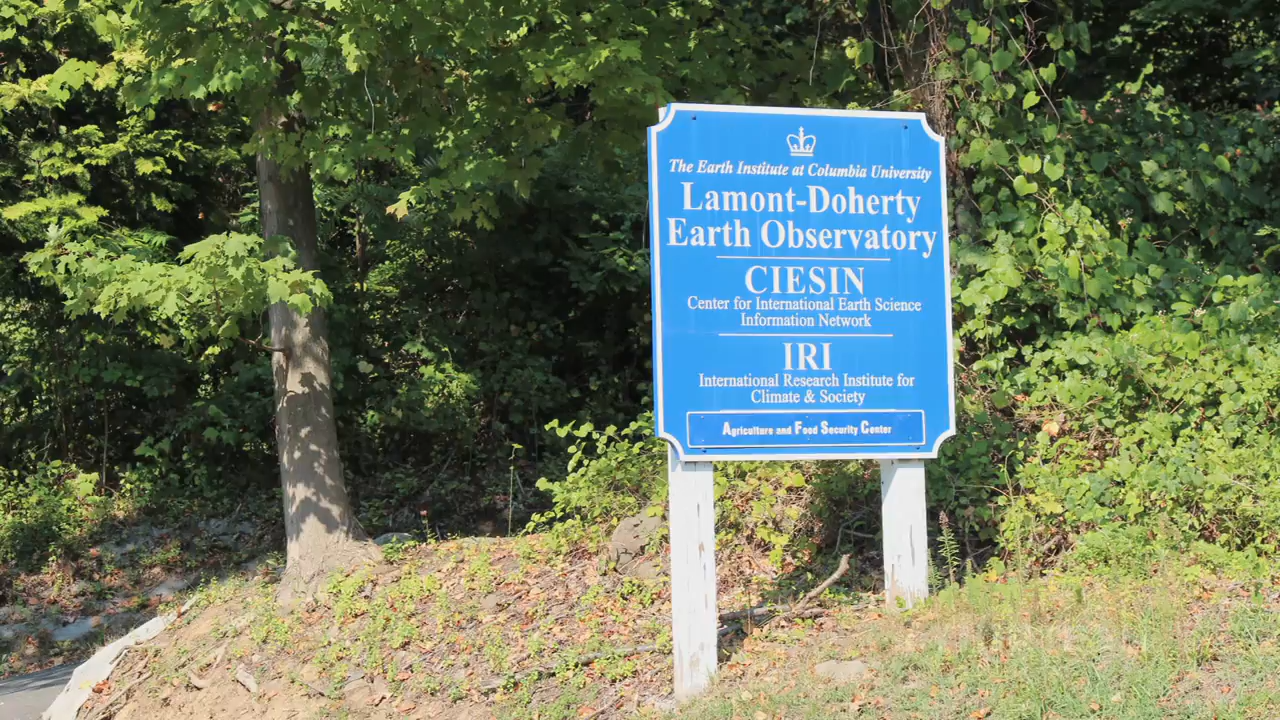 The Earth Institute at Columbia University
Lamont-Doherty
Earth Observatory
CIESIN
Center for International Earth Science
Information Network
IRI
International Research Institute for
Climate & Society
Agriculture and Food Security Center